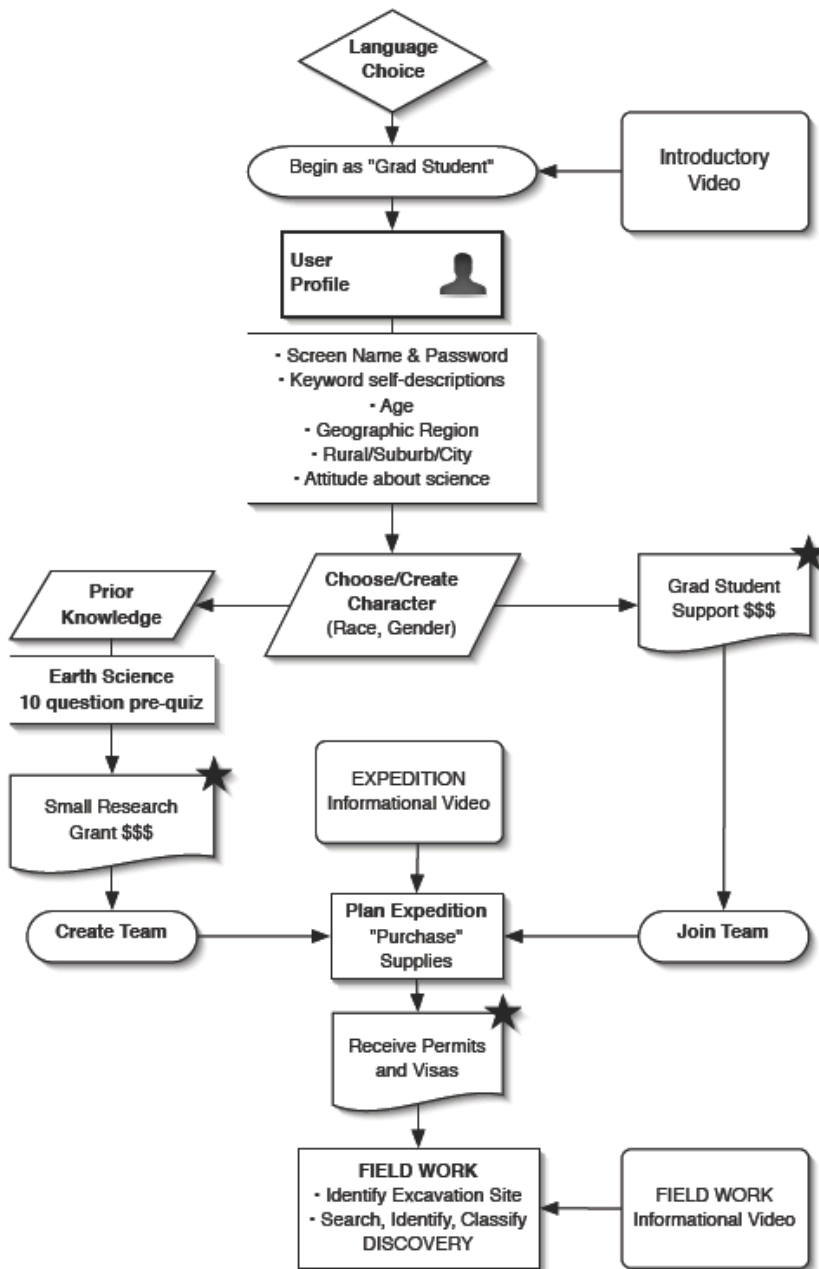 Language
Choice
Begin as "Grad Student"
Introductory
Video
User
Profile
- Screen Name & Password
- Keyword self-descriptions
- Age
- Geographic Region
- Rural/Suburb/City
- Attitude about science
Prior
Knowledge
Choose/Create
Character
(Race, Gender)
Grad Student
Support $$$
Earth Science
10 question pre-quiz
Small Research
Grant $$$
EXPEDITION
Informational Video
Create Team
Plan Expedition
"Purchase"
Supplies
Join Team
Receive Permits
and Visas
FIELD WORK
- Identify Excavation Site
- Search, Identify, Classify
DISCOVERY
FIELD WORK
Informational Video